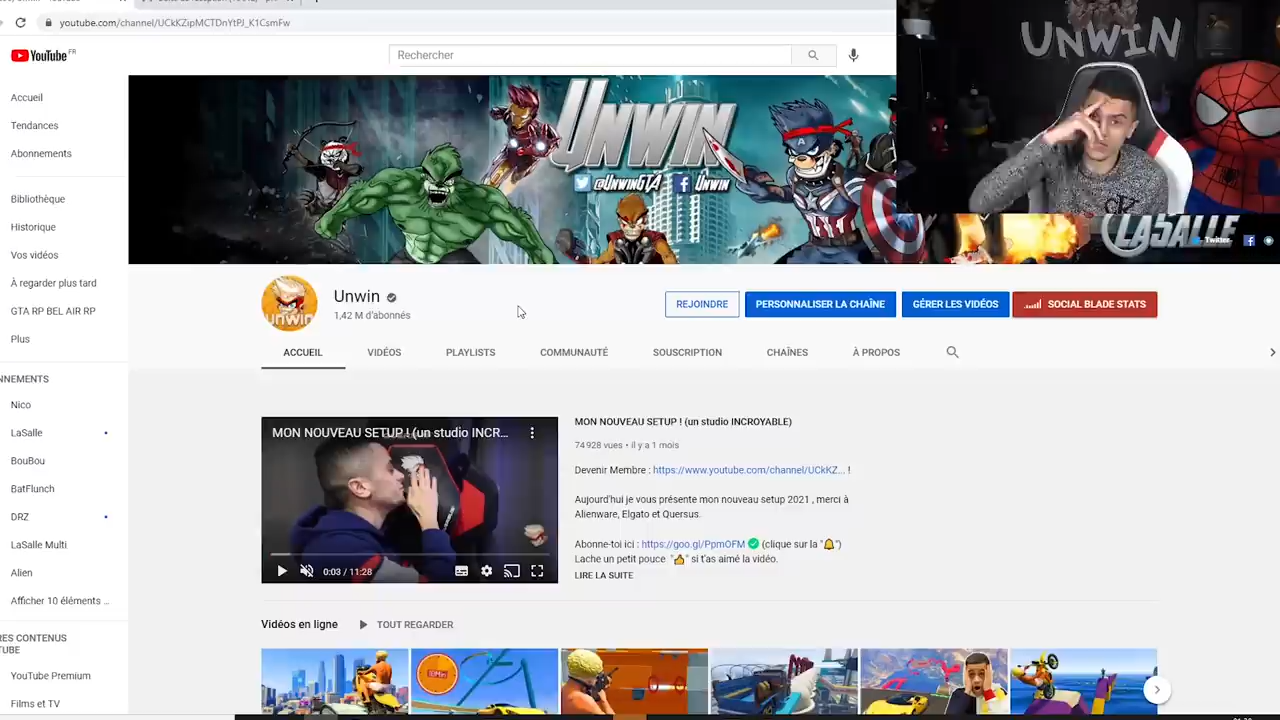 youtube.com/channel/UCkKZipMCTDnYtPJ_K1CsmFw
YouTube FR
Rechercher
UNWIN
Accueil
Tendances
Abonnements
Bibliothèque
Historique
Vos vidéos
À regarder plus tard
GTA RP BEL AIR RP
Plus
NNEMENTS
Nico
LaSalle
BouBou
BatFlunch
DRZ
LaSalle Multi
Alien
Afficher 10 éléments ...
RES CONTENUS
TUBE
YouTube Premium
Films et TV
UNWIN
@UnwinGTA Unwin
LASALLE
Twitter
unwin
Unwin
1,42 M d'abonnés
REJOINDRE
PERSONNALISER LA CHAÎNE
GÉRER LES VIDÉOS
SOCIAL BLADE STATS
ACCUEIL
VIDÉOS
PLAYLISTS
COMMUNAUTÉ
SOUSCRIPTION
CHAÎNES
À PROPOS
MON NOUVEAU SETUP ! (un studio INCR...
0:03 / 11:28
MON NOUVEAU SETUP ! (un studio INCROYABLE)
74 928 vues • il y a 1 mois
Devenir Membre : https://www.youtube.com/channel/UCkKZ... !
Aujourd'hui je vous présente mon nouveau setup 2021 , merci à
Alienware, Elgato et Quersus.
Abonne-toi ici : https://goo.gl/PpmOFM ✅ (clique sur la "🔔")
Lache un petit pouce "👍" si t'as aimé la vidéo.
LIRE LA SUITE
Vidéos en ligne
TOUT REGARDER